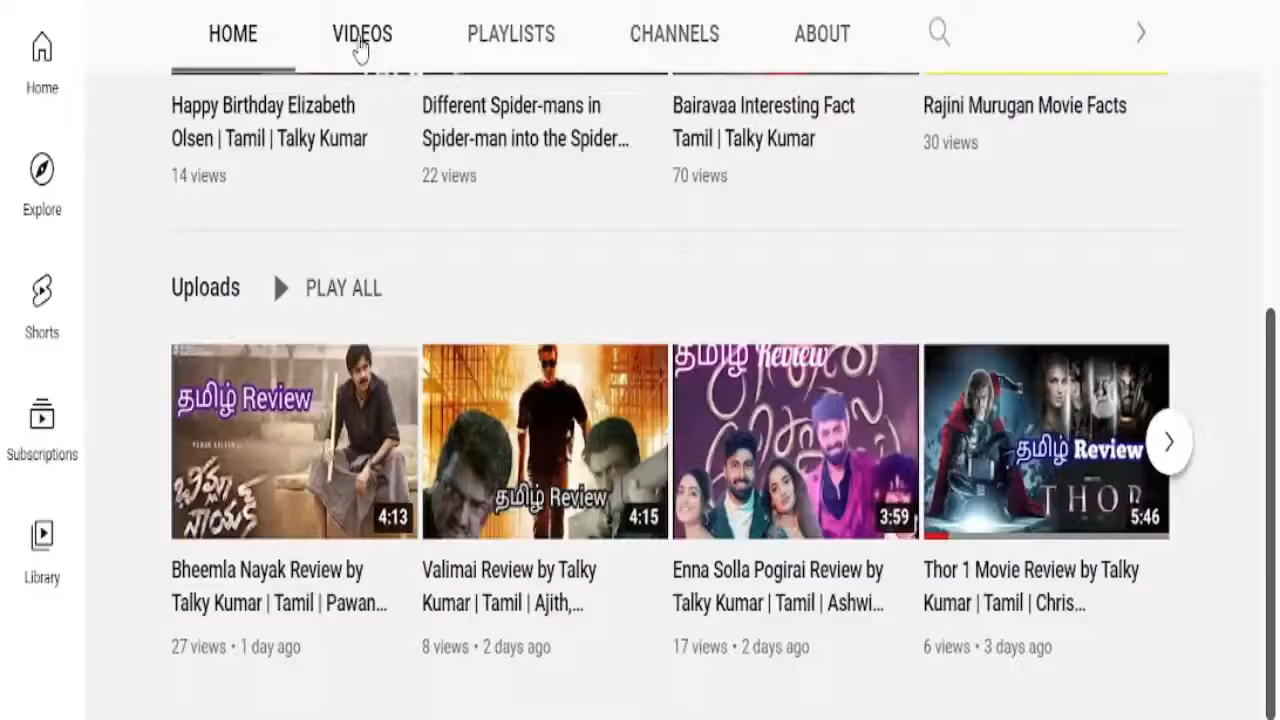 HOME VIDEOS PLAYLISTS CHANNELS ABOUT
Home
Explore
Shorts
Subscriptions
Library
Happy Birthday Elizabeth
Olsen | Tamil | Talky Kumar
14 views
Different Spider-mans in
Spider-man into the Spider...
22 views
Bairavaa Interesting Fact
Tamil | Talky Kumar
70 views
Rajini Murugan Movie Facts
30 views
Uploads PLAY ALL
தமிழ் Review
భీమ్లా
నాయక్
4:13
Bheemla Nayak Review by
Talky Kumar | Tamil | Pawan...
27 views • 1 day ago
தமிழ் Review
4:15
Valimai Review by Talky
Kumar | Tamil | Ajith,...
8 views • 2 days ago
தமிழ் Review
3:59
Enna Solla Pogirai Review by
Talky Kumar | Tamil | Ashwi...
17 views • 2 days ago
தமிழ் Review
THOR
5:46
Thor 1 Movie Review by Talky
Kumar | Tamil | Chris...
6 views • 3 days ago